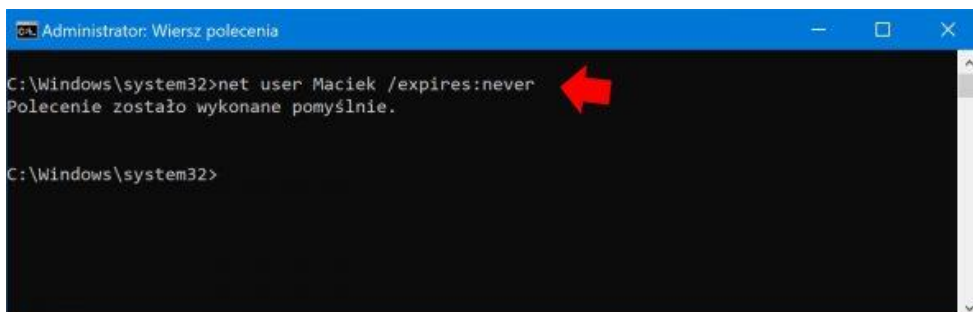 Administrator: Wiersz polecenia
C:\Windows\system32>net user Maciek /expires:never
Polecenie zostało wykonane pomyślnie.
C:\Windows\system32>